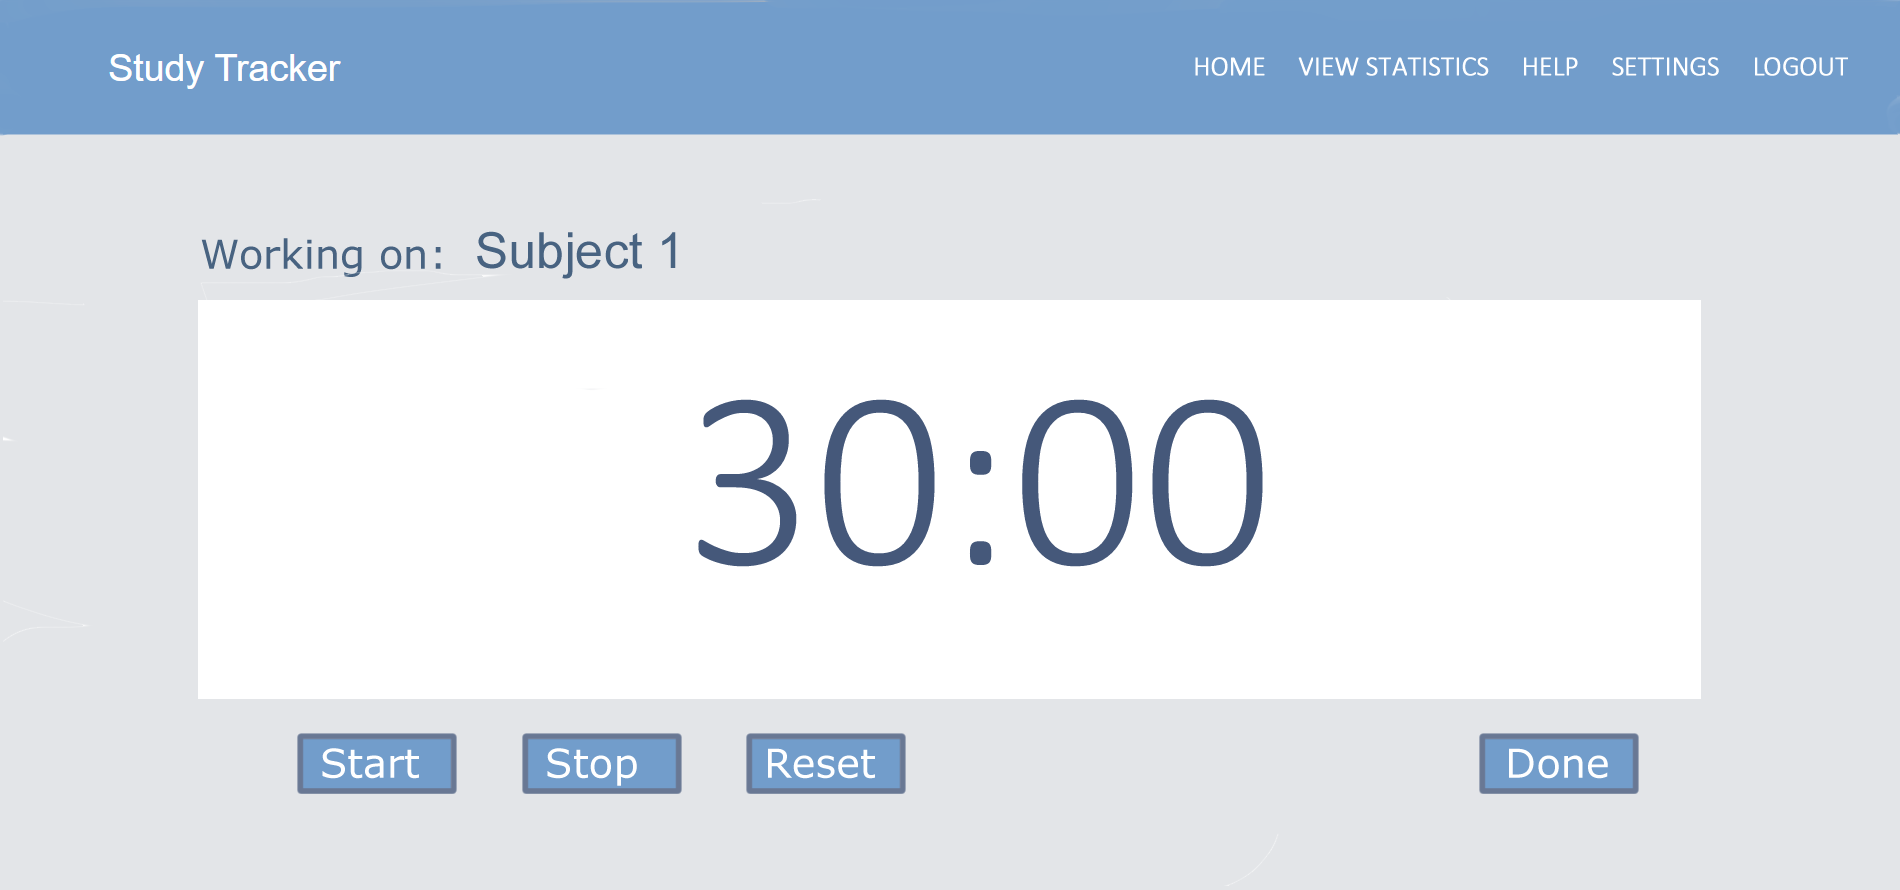 Study Tracker HOME VIEW STATISTICS HELP SETTINGS LOGOUT
Working on: Subject 1
30:00
Start Stop Reset Done